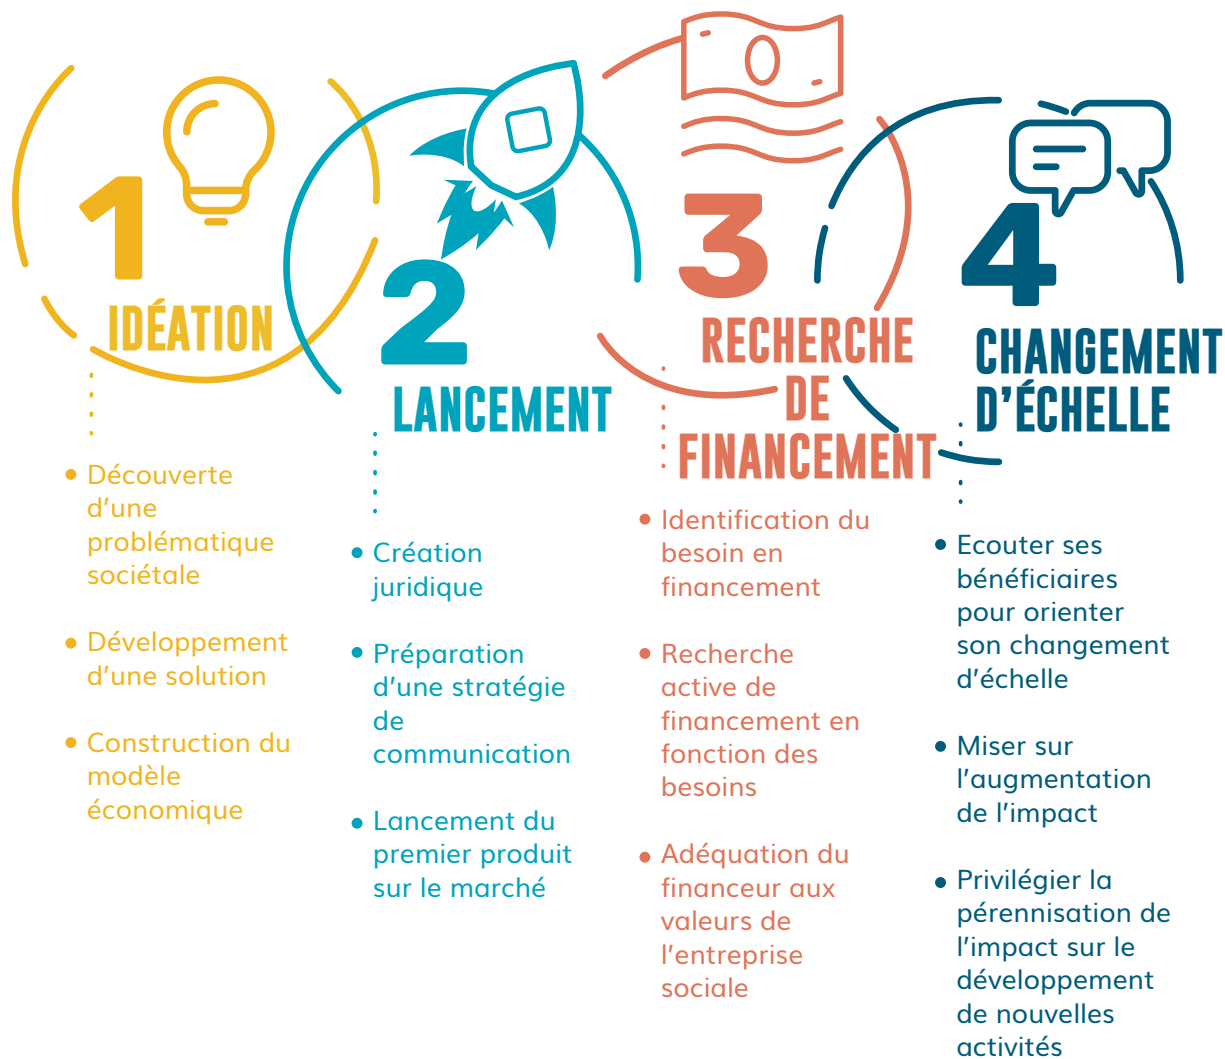 1
IDÉATION
• Découverte
d’une
problématique
sociétale
• Développement
d’une solution
• Construction du
modèle
économique
2
LANCEMENT
• Création
juridique
• Préparation
d’une stratégie
de
communication
• Lancement du
premier produit
sur le marché
3
RECHERCHE
DE
FINANCEMENT
• Identification du
besoin en
financement
• Recherche
active de
financement en
fonction des
besoins
• Adéquation du
financeur aux
valeurs de
l’entreprise
sociale
4
CHANGEMENT
D’ÉCHELLE
• Ecouter ses
bénéficiaires
pour orienter
son changement
d’échelle
• Miser sur
l’augmentation
de l’impact
• Privilégier la
pérennisation de
l’impact sur le
développement
de nouvelles
activités